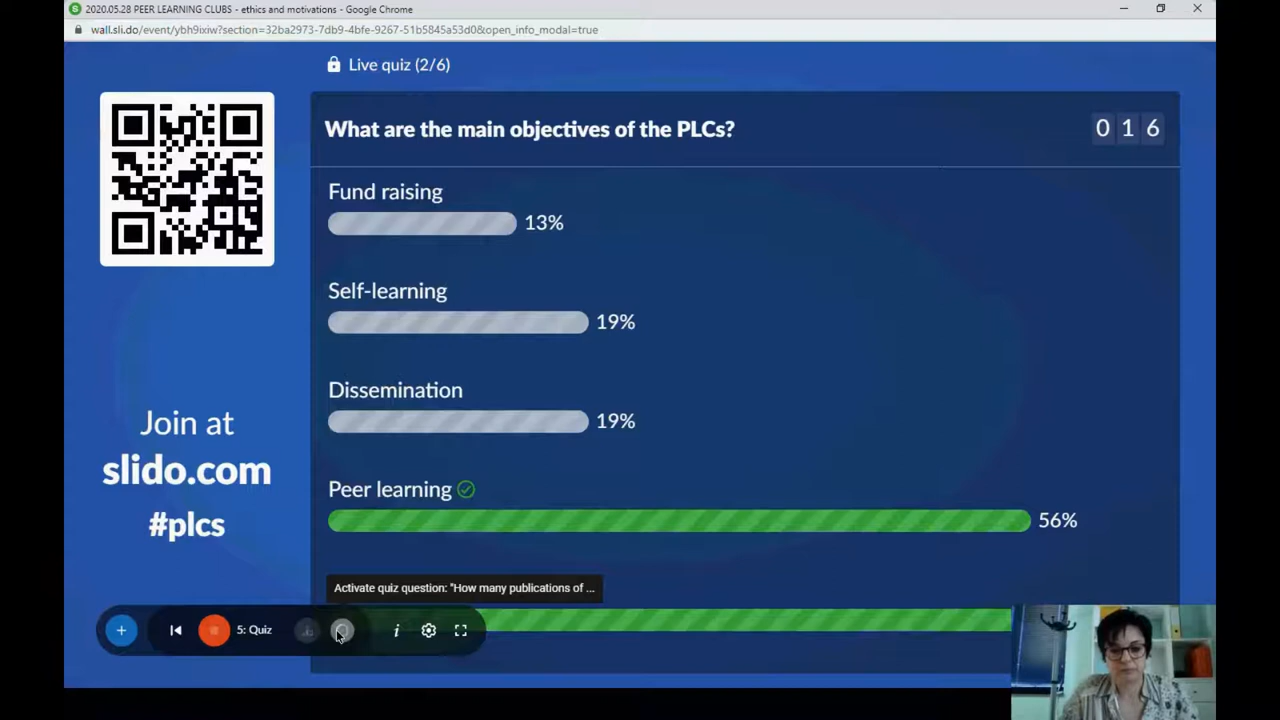 2020.05.28 PEER LEARNING CLUBS - ethics and motivations - Google Chrome
wall.sli.do/event/ybh9ixiw?section=32ba2973-7db9-4bfe-9267-51b5845a53d0&open_info_modal=true
Live quiz (2/6)
What are the main objectives of the PLCs?
016
Fund raising
13%
Self-learning
19%
Dissemination
19%
Peer learning
56%
Join at
slido.com
#plcs
Activate quiz question: "How many publications of ...
5: Quiz